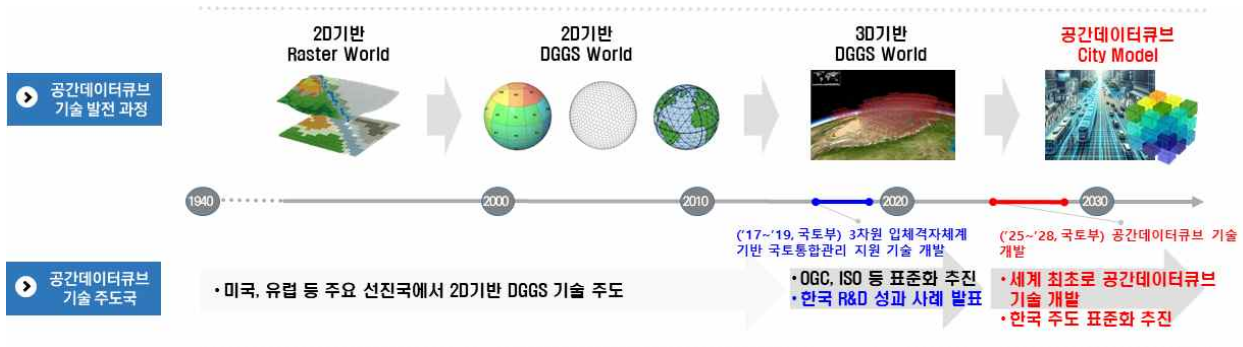 2D기반
Raster World
2D기반
DGGS World
3D기반
DGGS World
공간데이터큐브
City Model
공간데이터큐브
기술 발전 과정
1940
2000
2010
2020
2030
('17~'19, 국토부) 3차원 입체격자체계
기반 국토통합관리 지원 기술 개발
('25~'28, 국토부) 공간데이터큐브 기술
개발
공간데이터큐브
기술 주도국
• 미국, 유럽 등 주요 선진국에서 2D기반 DGGS 기술 주도
• OGC, ISO 등 표준화 추진
• 한국 R&D 성과 사례 발표
• 세계 최초로 공간데이터큐브
기술 개발
• 한국 주도 표준화 추진